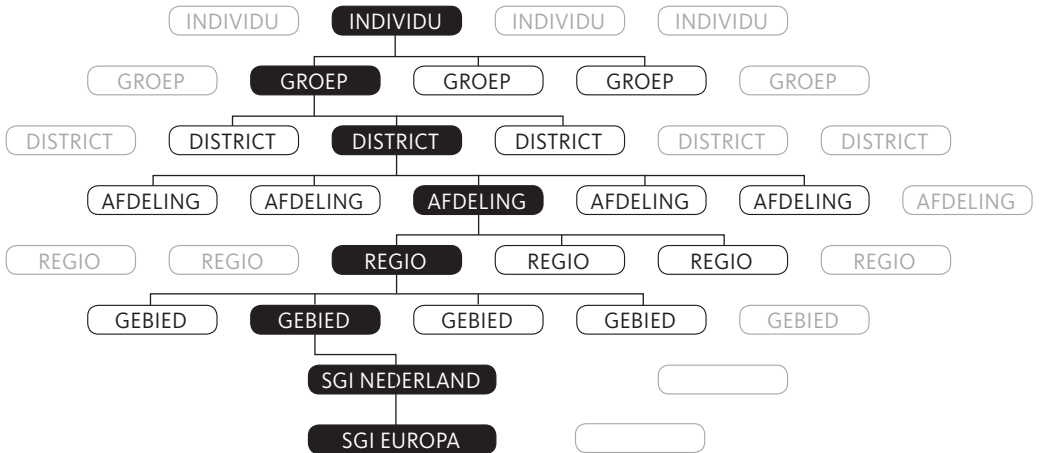 INDIVIDU INDIVIDU INDIVIDU INDIVIDU
GROEP GROEP GROEP GROEP GROEP
DISTRICT DISTRICT DISTRICT DISTRICT DISTRICT DISTRICT
AFDELING AFDELING AFDELING AFDELING AFDELING AFDELING
REGIO REGIO REGIO REGIO REGIO REGIO
GEBIED GEBIED GEBIED GEBIED GEBIED
SGI NEDERLAND
SGI EUROPA